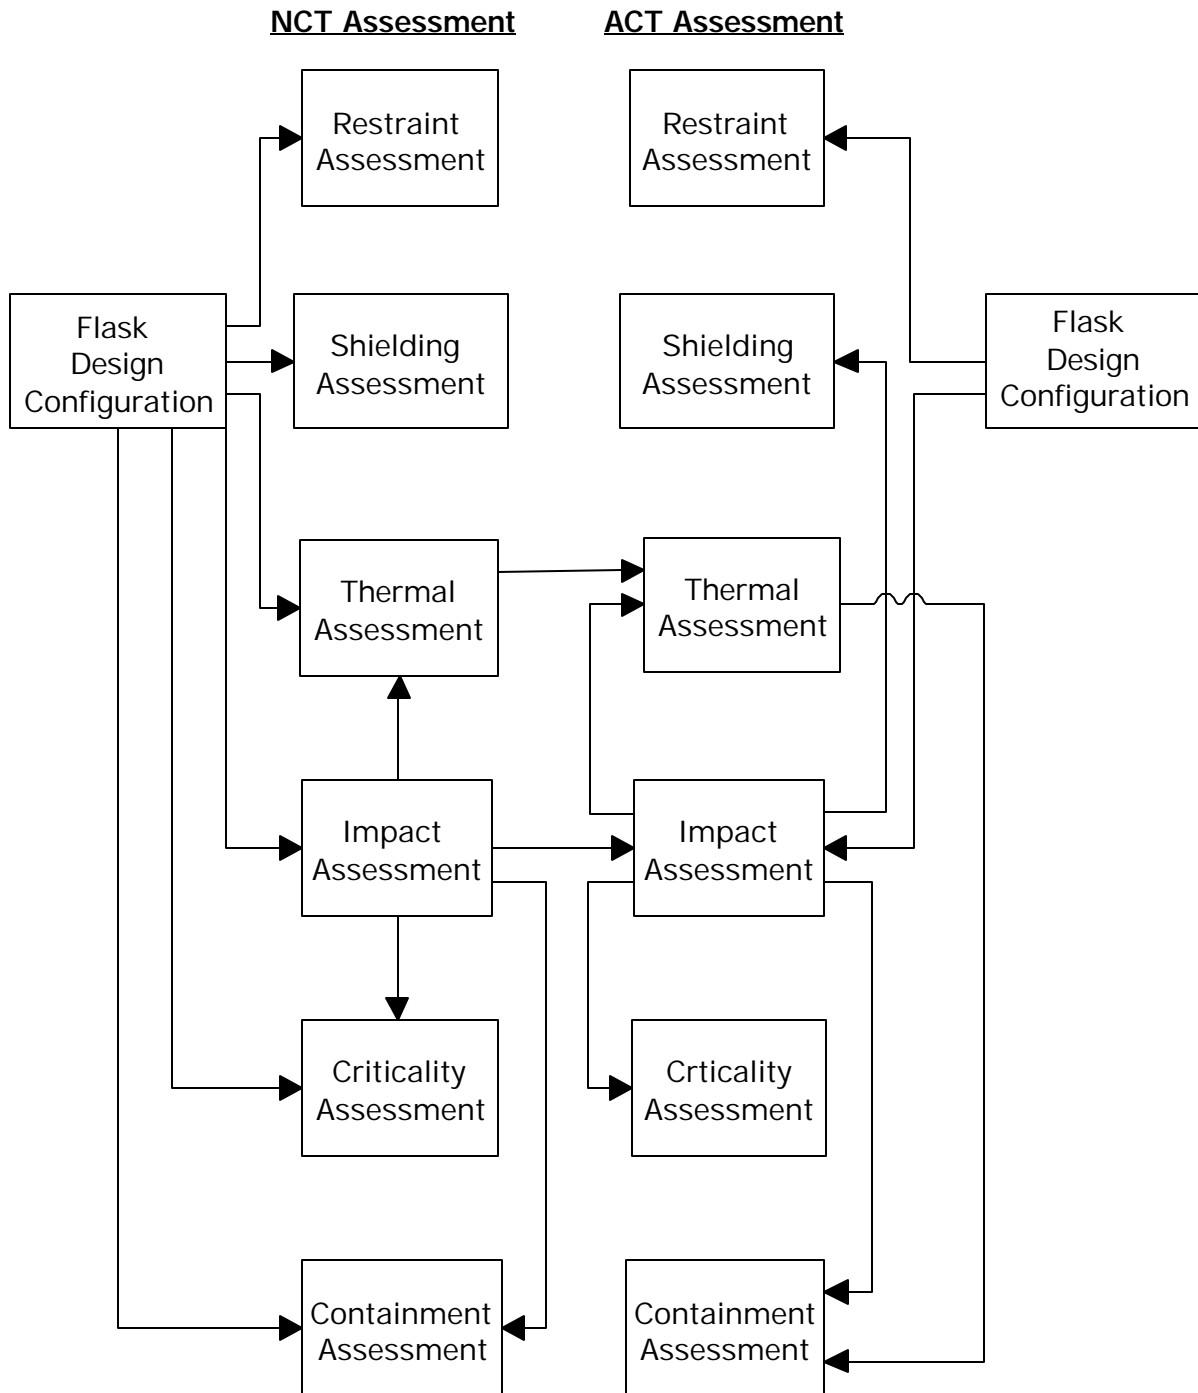 NCT Assessment
ACT Assessment
Restraint
Assessment
Restraint
Assessment
Flask
Design
Configuration
Shielding
Assessment
Shielding
Assessment
Flask
Design
Configuration
Thermal
Assessment
Thermal
Assessment
Impact
Assessment
Impact
Assessment
Criticality
Assessment
Crticality
Assessment
Containment
Assessment
Containment
Assessment